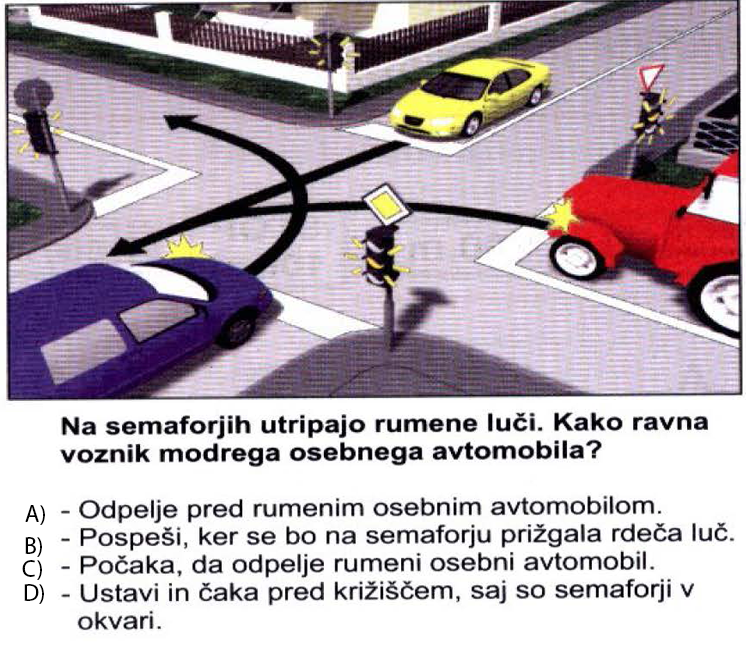 Na semaforjih utripajo rumene luči. Kako ravna
voznik modrega osebnega avtomobila?
A) - Odpelje pred rumenim osebnim avtomobilom.
B) - Pospeši, ker se bo na semaforju prižgala rdeča luč.
C) - Počaka, da odpelje rumeni osebni avtomobil.
D) - Ustavi in čaka pred križiščem, saj so semaforji v
okvari.